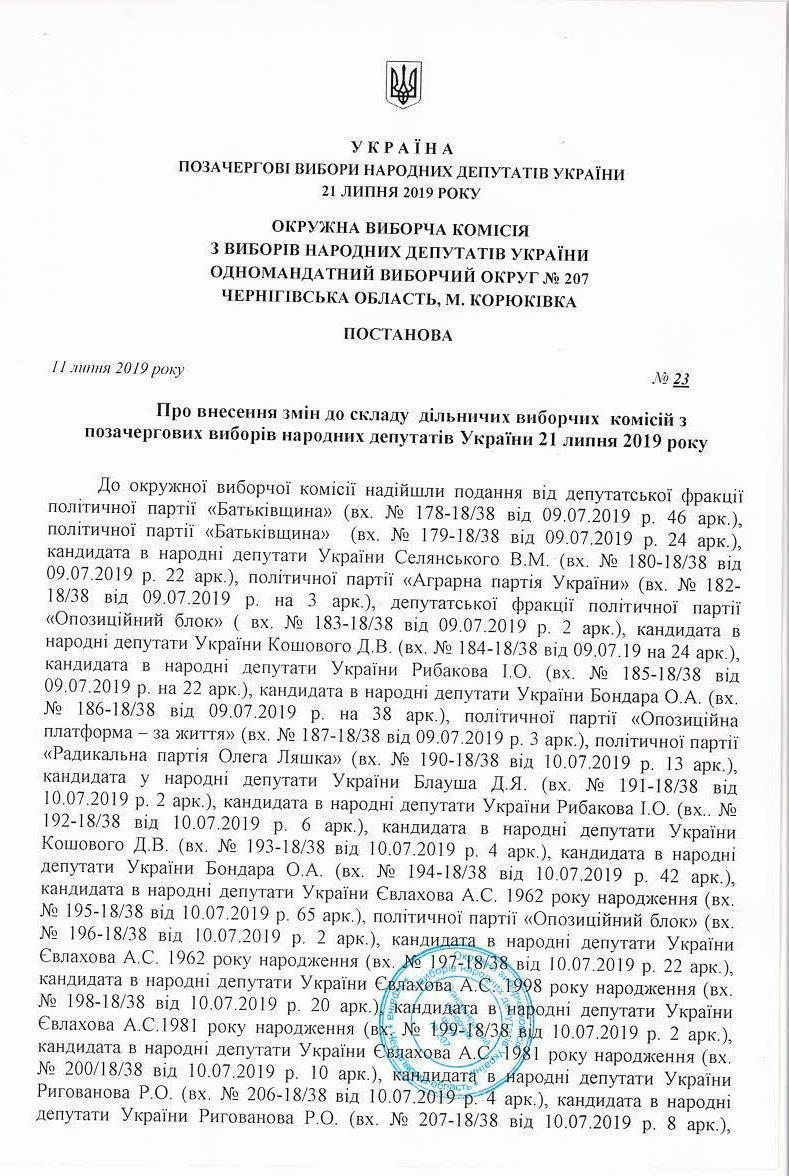 У К Р А Ї Н А
ПОЗАЧЕРГОВІ ВИБОРИ НАРОДНИХ ДЕПУТАТІВ УКРАЇНИ
21 ЛИПНЯ 2019 РОКУ
ОКРУЖНА ВИБОРЧА КОМІСІЯ
З ВИБОРІВ НАРОДНИХ ДЕПУТАТІВ УКРАЇНИ
ОДНОМАНДАТНИЙ ВИБОРЧИЙ ОКРУГ № 207
ЧЕРНІГІВСЬКА ОБЛАСТЬ, М. КОРЮКІВКА
ПОСТАНОВА
11 липня 2019 року
№ 23
Про внесення змін до складу дільничих виборчих комісій з
позачергових виборів народних депутатів України 21 липня 2019 року
До окружної виборчої комісії надійшли подання від депутатської фракції
політичної партії «Батьківщина» (вх. № 178-18/38 від 09.07.2019 р. 46 арк.),
політичної партії «Батьківщина» (вх. № 179-18/38 від 09.07.2019 р. 24 арк.),
кандидата в народні депутати України Селянського В.М. (вх. № 180-18/38 від
09.07.2019 р. 22 арк.), політичної партії «Аграрна партія України» (вх. № 182-
18/38 від 09.07.2019 р. на 3 арк.), депутатської фракції політичної партії
«Опозиційний блок» ( вх. № 183-18/38 від 09.07.2019 р. 2 арк.), кандидата в
народні депутати України Кошового Д.В. (вх. № 184-18/38 від 09.07.19 на 24 арк.),
кандидата в народні депутати України Рибакова І.О. (вх. № 185-18/38 від
09.07.2019 р. на 22 арк.), кандидата в народні депутати України Бондара О.А. (вх.
№ 186-18/38 від 09.07.2019 р. на 38 арк.), політичної партії «Опозиційна
платформа – за життя» (вх. № 187-18/38 від 09.07.2019 р. 3 арк.), політичної партії
«Радикальна партія Олега Ляшка» (вх. № 190-18/38 від 10.07.2019 р. 13 арк.),
кандидата у народні депутати України Блауша Д.Я. (вх. № 191-18/38 від
10.07.2019 р. 2 арк.), кандидата в народні депутати України Рибакова І.О. (вх.. №
192-18/38 від 10.07.2019 р. 6 арк.), кандидата в народні депутати України
Кошового Д.В. (вх. № 193-18/38 від 10.07.2019 р. 4 арк.), кандидата в народні
депутати України Бондара О.А. (вх. № 194-18/38 від 10.07.2019 р. 42 арк.),
кандидата в народні депутати України Євлахова А.С. 1962 року народження (вх.
№ 195-18/38 від 10.07.2019 р. 65 арк.), політичної партії «Опозиційний блок» (вх.
№ 196-18/38 від 10.07.2019 р. 2 арк.), кандидата в народні депутати України
Євлахова А.С. 1962 року народження (вх. № 197-18/38 від 10.07.2019 р. 22 арк.),
кандидата в народні депутати України Євлахова А.С. 1998 року народження (вх.
№ 198-18/38 від 10.07.2019 р. 20 арк.), кандидата в народні депутати України
Євлахова А.С.1981 року народження (вх. № 199-18/38 від 10.07.2019 р. 2 арк.),
кандидата в народні депутати України Євлахова А.С. 1981 року народження (вх.
№ 200/18/38 від 10.07.2019 р. 10 арк.), кандидата в народні депутати України
Ригованова Р.О. (вх. № 206-18/38 від 10.07.2019 р. 4 арк.), кандидата в народні
депутати України Ригованова Р.О. (вх. № 207-18/38 від 10.07.2019 р. 8 арк.),